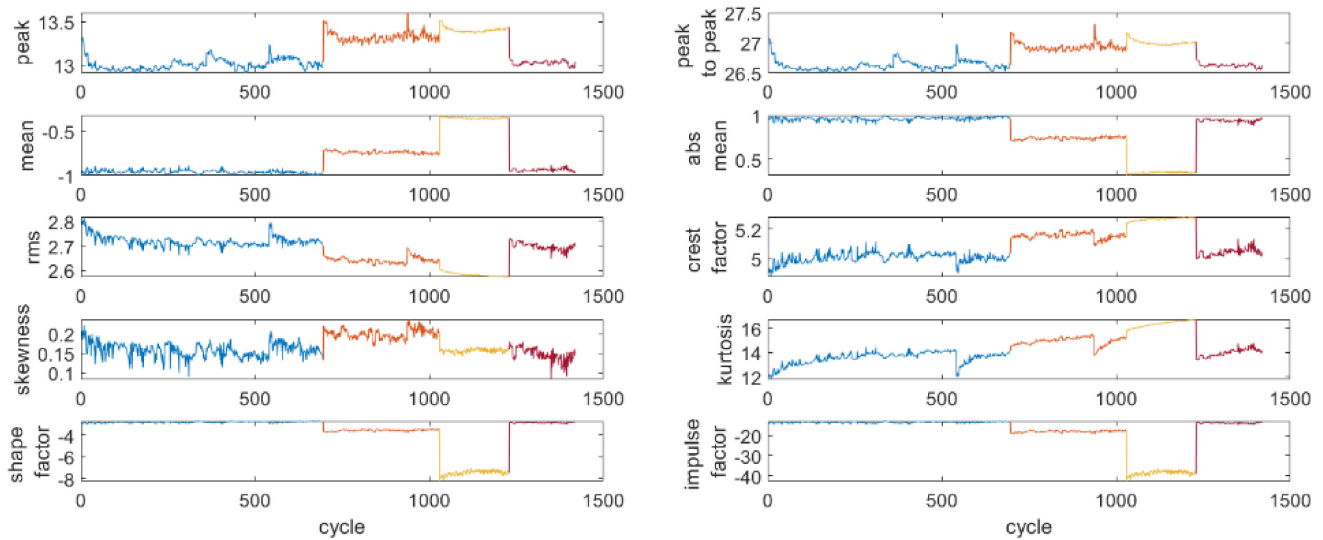 peak
13.5
13
0 500 1000 1500
peak
to peak
27.5
27
26.5
0 500 1000 1500
mean
-0.5
-1
0 500 1000 1500
abs
mean
1
0.5
0 500 1000 1500
rms
2.8
2.7
2.6
0 500 1000 1500
crest
factor
5.2
5
0 500 1000 1500
skewness
0.2
0.15
0.1
0 500 1000 1500
kurtosis
16
14
12
0 500 1000 1500
shape
factor
-4
-6
-8
0 500 1000 1500
cycle
impulse
factor
-20
-30
-40
0 500 1000 1500
cycle